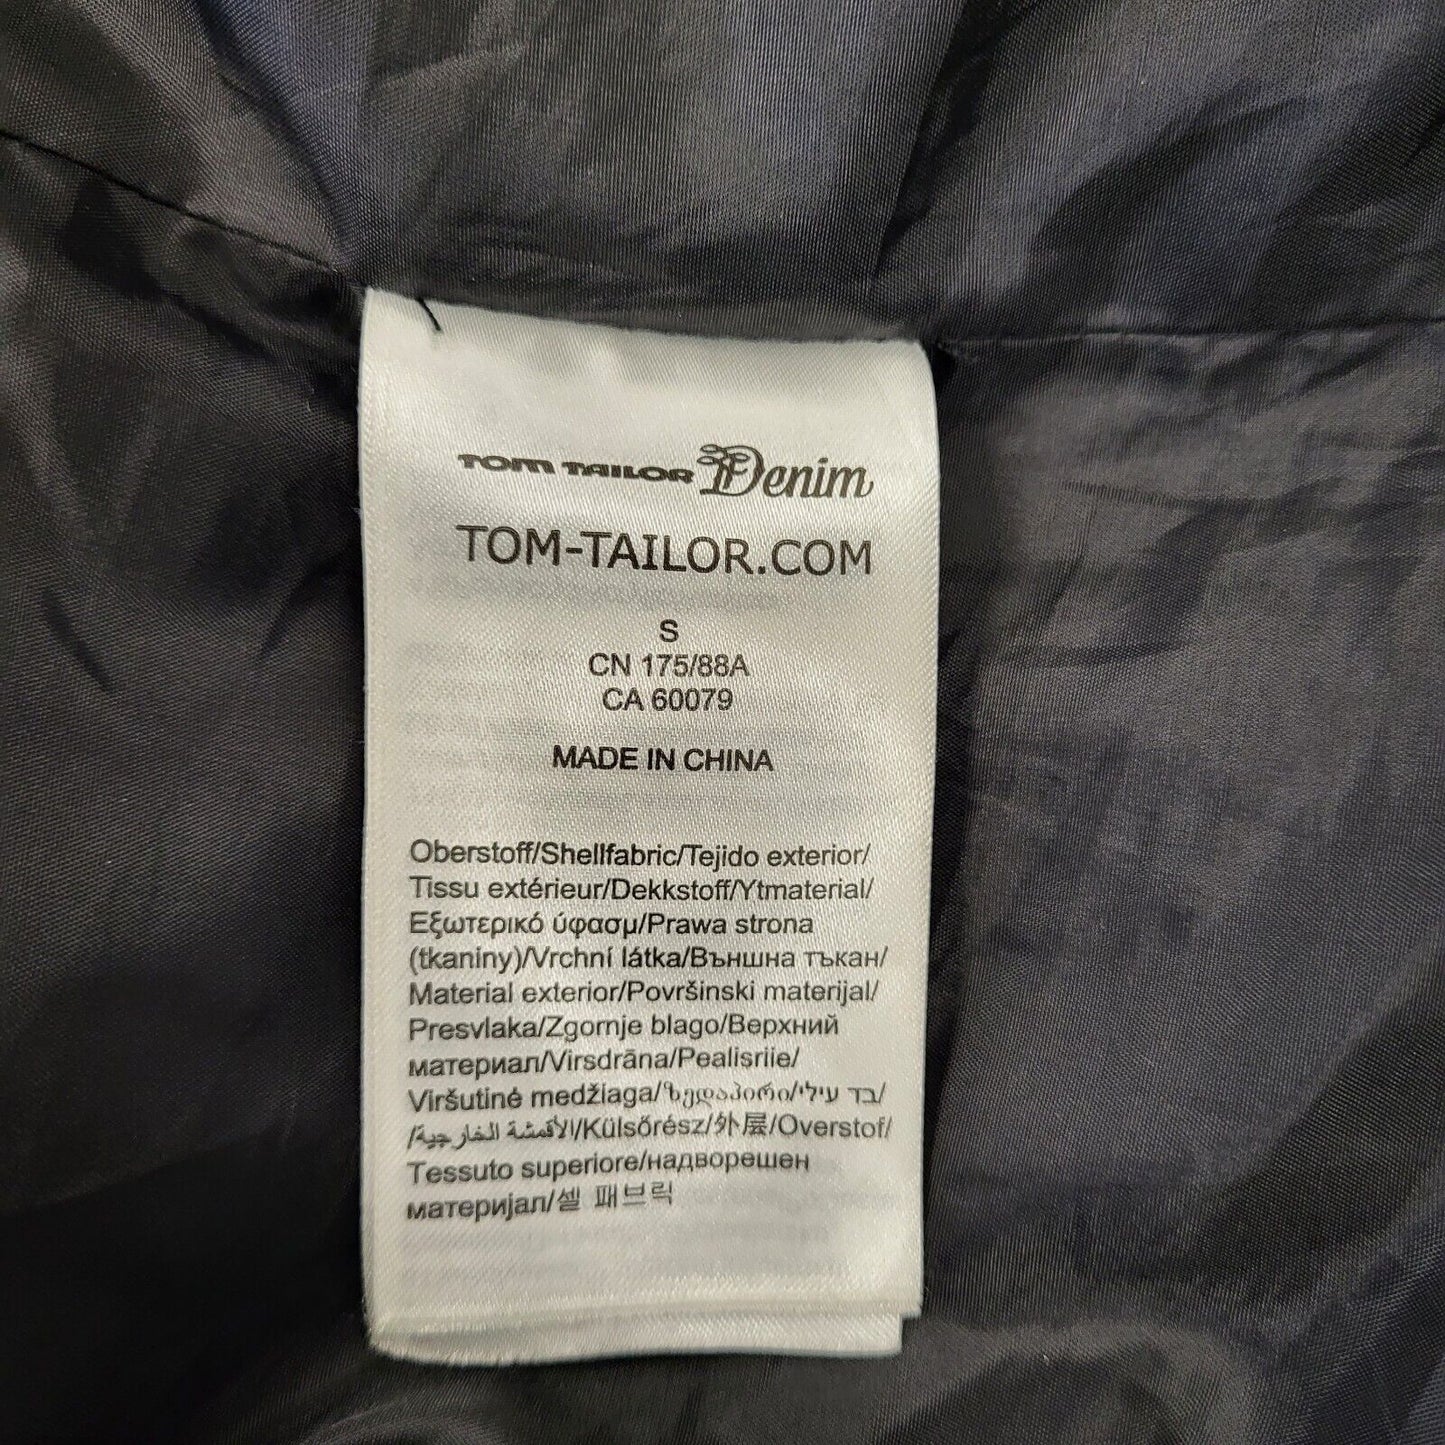 TOM TAILOR Denim
TOM-TAILOR.COM
S
CN 175/88A
CA 60079
MADE IN CHINA
Oberstoff/Shellfabric/Tejido exterior/
Tissu extérieur/Dekkstoff/Ytmaterial/
Εξωτερικό ύφασμ/Prawa strona
(tkaniny)/Vrchní látka/Външна тъкан/
Material exterior/Površinski materijal/
Presvlaka/Zgornje blago/Верхний
материал/Virsdrāna/Pealisriie/
Viršutinė medžiaga/ზედაპირი/בד עילי/
الأقمشة الخارجية/Külsőrész/外层/Overstof/
Tessuto superiore/надворешен
материјал/셸 패브릭